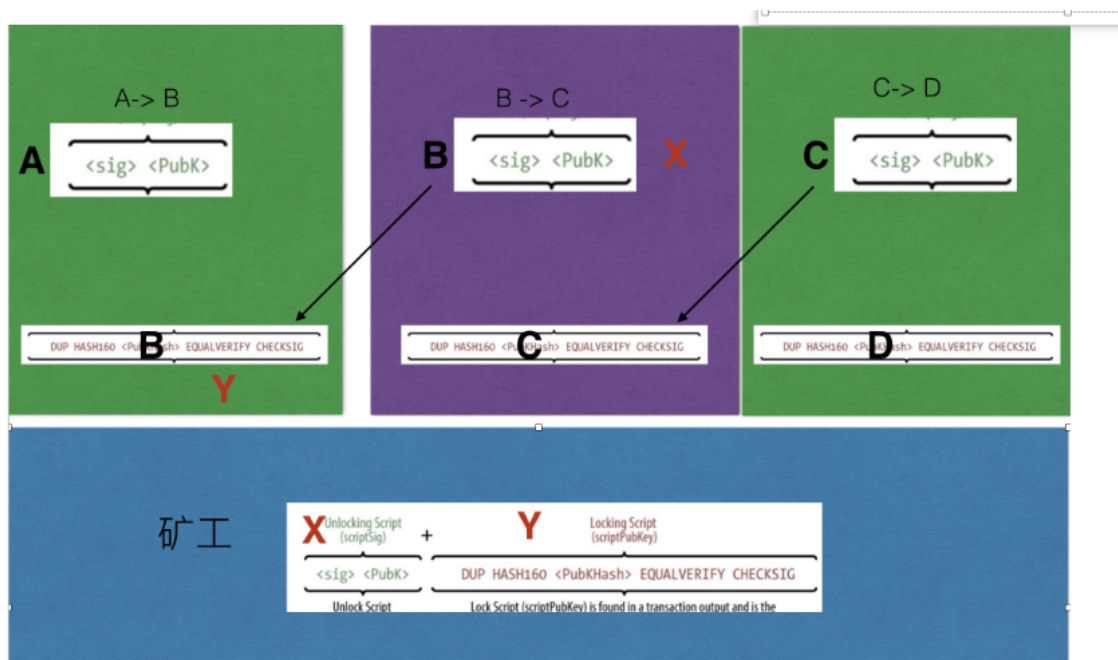 A-> B
A
<sig> <PubK>
B
DUP HASH160 <PubKHash> EQUALVERIFY CHECKSIG
Y
B -> C
B
<sig> <PubK>
X
C
DUP HASH160 <PubKHash> EQUALVERIFY CHECKSIG
C-> D
C
<sig> <PubK>
D
DUP HASH160 <PubKHash> EQUALVERIFY CHECKSIG
矿工
X
Unlocking Script
(scriptSig)
+
Y
Locking Script
(scriptPubKey)
<sig> <PubK>
DUP HASH160 <PubKHash> EQUALVERIFY CHECKSIG
Unlock Script
Lock Script (scriptPubKey) is found in a transaction output and is the